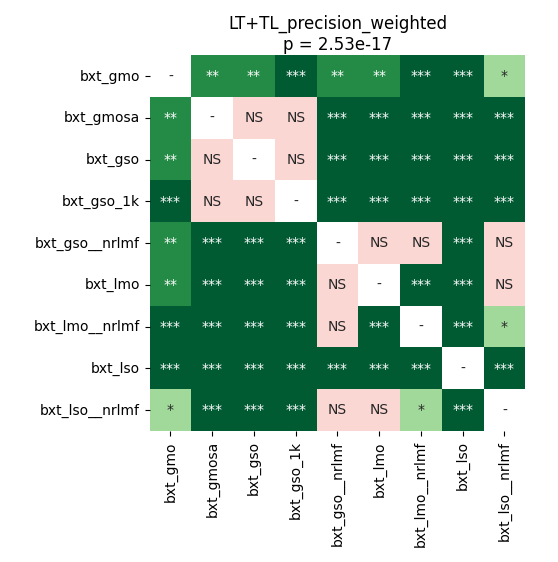 LT+TL_precision_weighted
p = 2.53e-17
bxt_gmo - ** ** *** ** ** *** *** *
bxt_gmosa ** - NS NS *** *** *** *** ***
bxt_gso ** NS - NS *** *** *** *** ***
bxt_gso_1k *** NS NS - *** *** *** *** ***
bxt_gso__nrlmf ** *** *** *** - NS NS *** NS
bxt_lmo ** *** *** *** NS - *** *** NS
bxt_lmo__nrlmf *** *** *** *** NS *** - *** *
bxt_lso *** *** *** *** *** *** *** - ***
bxt_lso__nrlmf * *** *** *** NS NS * *** -
bxt_gmo
bxt_gmosa
bxt_gso
bxt_gso_1k
bxt_gso__nrlmf
bxt_lmo
bxt_lmo__nrlmf
bxt_lso
bxt_lso__nrlmf